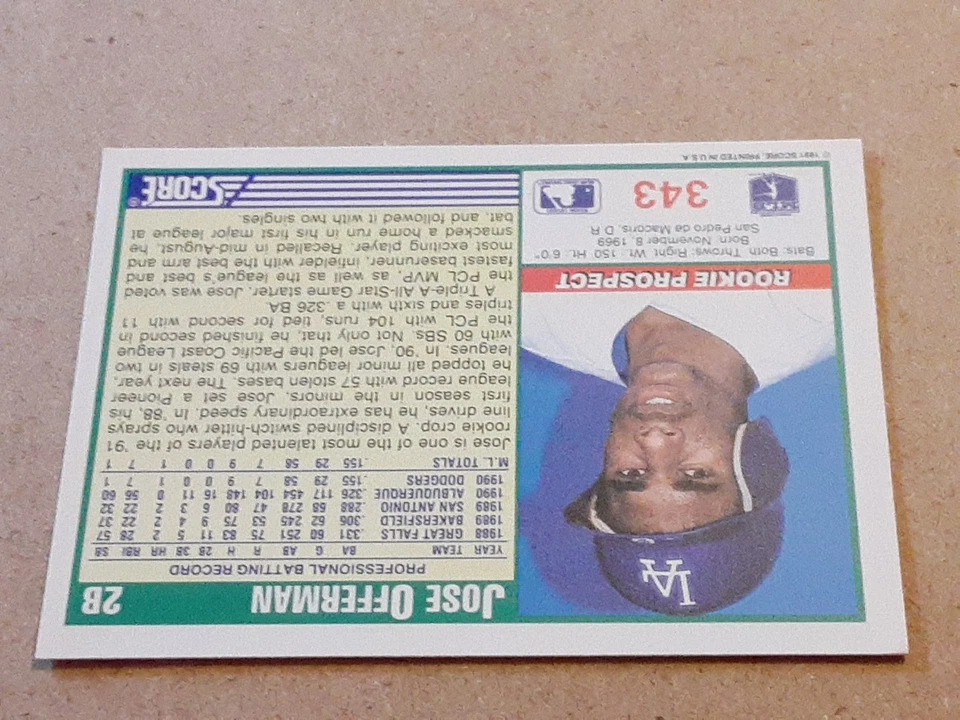 JOSE OFFERMAN 2B
PROFESSIONAL BATTING RECORD
YEAR TEAM BA G AB R H 2B 3B HR RBI SB
1988 GREAT FALLS .331 60 251 75 83 11 5 2 28 57
1989 BAKERSFIELD .306 62 245 53 75 9 4 2 22 37
1989 SAN ANTONIO .288 68 278 47 80 6 3 2 22 32
1990 ALBUQUERQUE .326 117 454 104 148 16 11 0 56 60
1990 DODGERS .155 29 58 7 9 0 0 1 7 1
M.L. TOTALS .155 29 58 7 9 0 0 1 7 1
Jose is one of the most talented players of the '91
rookie crop. A disciplined switch-hitter who sprays
line drives, he has extraordinary speed. In '88, his
first season in the minors, Jose set a Pioneer
league record with 57 stolen bases. The next year,
he topped all minor leaguers with 69 steals in two
leagues. In '90, Jose led the Pacific Coast League
with 60 SBs. Not only that, he finished second in
the PCL with 104 runs, tied for second with 11
triples and sixth with a .326 BA.
A Triple-A All-Star Game starter, Jose was voted
the PCL MVP, as well as the league's best and
fastest baserunner, infielder with the best arm and
most exciting player. Recalled in mid-August, he
smacked a home run in his first major league at
bat, and followed it with two singles.
SCORE®
LA
ROOKIE PROSPECT
Bats: Both Throws: Right Wt.: 150 Ht. 6'0"
Born: November 8, 1969
San Pedro de Macoris, D.R.
343
© 1991 SCORE, PRINTED IN U.S.A.